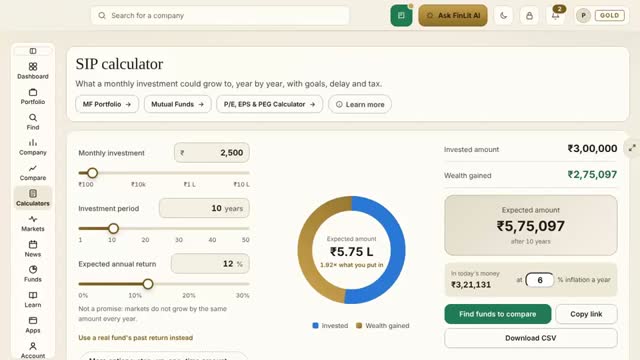 Search for a company
Ask FinLit AI
2
P
GOLD
Dashboard
Portfolio
Find
Company
Compare
Calculators
Markets
News
Funds
Learn
Apps
Account
SIP calculator
What a monthly investment could grow to, year by year, with goals, delay and tax.
MF Portfolio →
Mutual Funds →
P/E, EPS & PEG Calculator →
Learn more
Monthly investment
₹ 2,500
₹100 ₹10k ₹1 L ₹10 L
Investment period
10 years
1 10 20 30 40 50
Expected annual return
12 %
0% 10% 20% 30%
Not a promise: markets do not grow by the same
amount every year.
Use a real fund's past return instead
Expected amount
₹5.75 L
1.92× what you put in
Invested Wealth gained
Invested amount ₹3,00,000
Wealth gained ₹2,75,097
Expected amount
₹5,75,097
after 10 years
In today's money
₹3,21,131
at 6 % inflation a year
Find funds to compare
Copy link
Download CSV